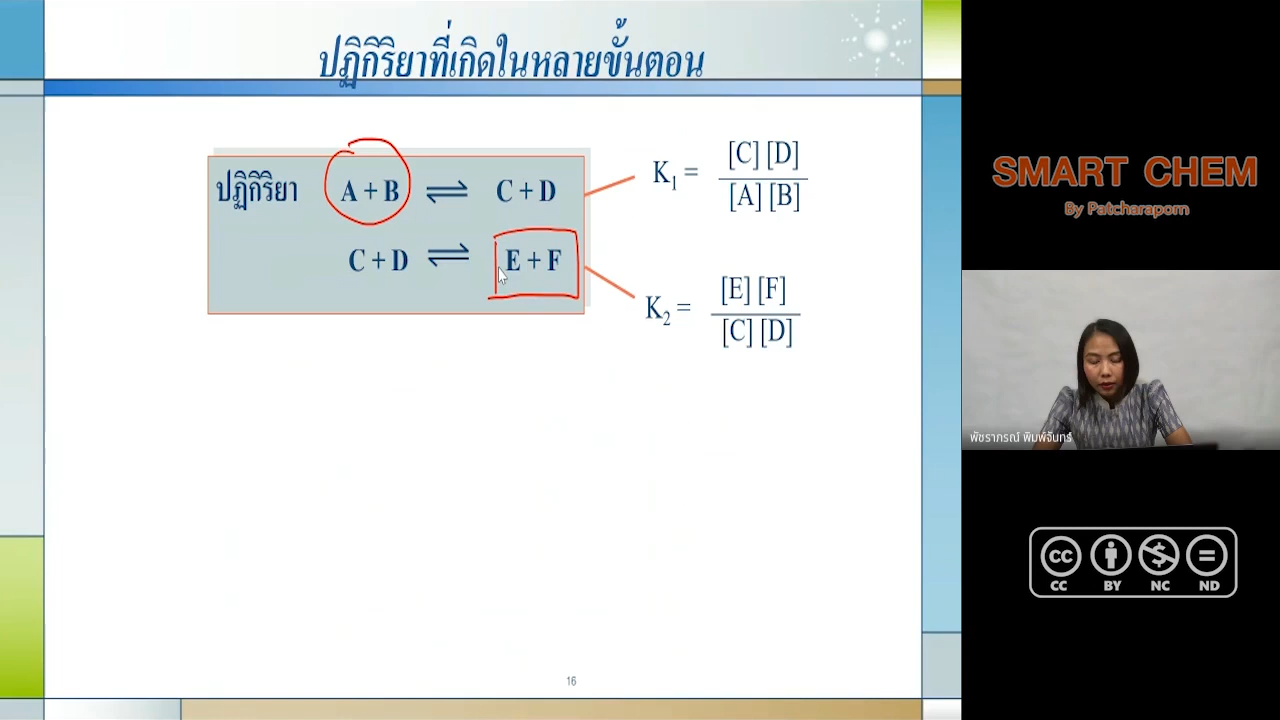 ปฏิกิริยาที่เกิดในหลายขั้นตอน
ปฏิกิริยา A + B ⇌ C + D
C + D ⇌ E + F
K₁ = [C] [D] / [A] [B]
K₂ = [E] [F] / [C] [D]
16
SMART CHEM
By Patcharaporn
พัชราภรณ์ พิมพ์จันทร์
CC BY NC ND